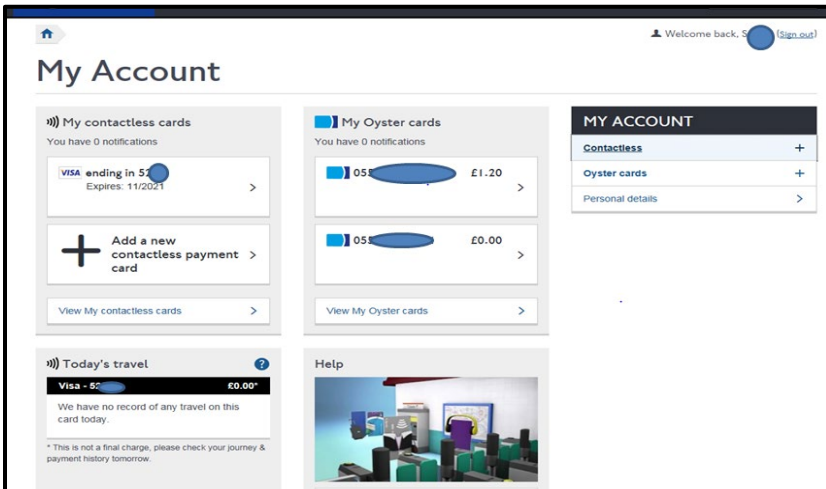 Welcome back, S (Sign out)
My Account
My contactless cards
You have 0 notifications
VISA ending in 52
Expires: 11/2021
Add a new
contactless payment
card
View My contactless cards
My Oyster cards
You have 0 notifications
055 £1.20
055 £0.00
View My Oyster cards
MY ACCOUNT
Contactless +
Oyster cards +
Personal details
Today's travel ?
Visa - 52 £0.00*
We have no record of any travel on this
card today.
* This is not a final charge, please check your journey &
payment history tomorrow.
Help